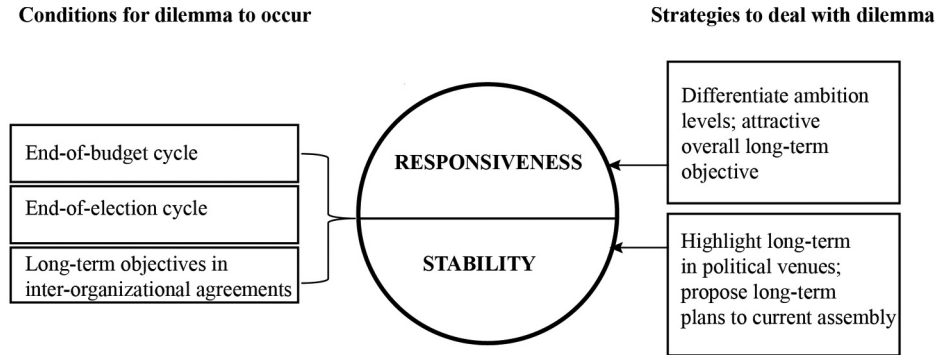 Conditions for dilemma to occur
Strategies to deal with dilemma
End-of-budget cycle
End-of-election cycle
Long-term objectives in
inter-organizational agreements
RESPONSIVENESS
STABILITY
Differentiate ambition
levels; attractive
overall long-term
objective
Highlight long-term
in political venues;
propose long-term
plans to current assembly